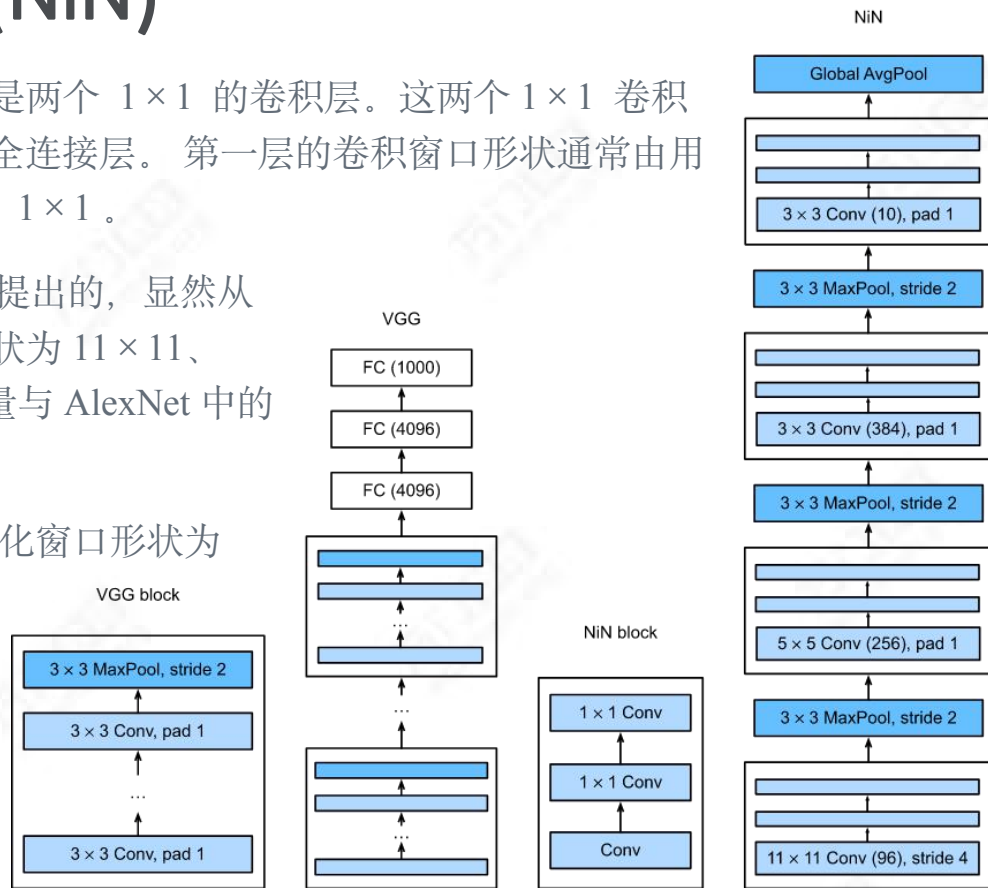 (NiN)
是两个 1×1 的卷积层. 这两个 1×1 卷积
全连接层. 第一层的卷积窗口形状通常由用
1×1 。
提出的, 显然从
状为 11×11、
量与 AlexNet 中的
化窗口形状为
VGG block
3 × 3 MaxPool, stride 2
3 × 3 Conv, pad 1
...
3 × 3 Conv, pad 1
VGG
FC (1000)
FC (4096)
FC (4096)
...
...
...
NiN block
1 × 1 Conv
1 × 1 Conv
Conv
NiN
Global AvgPool
3 × 3 Conv (10), pad 1
3 × 3 MaxPool, stride 2
3 × 3 Conv (384), pad 1
3 × 3 MaxPool, stride 2
5 × 5 Conv (256), pad 1
3 × 3 MaxPool, stride 2
11 × 11 Conv (96), stride 4